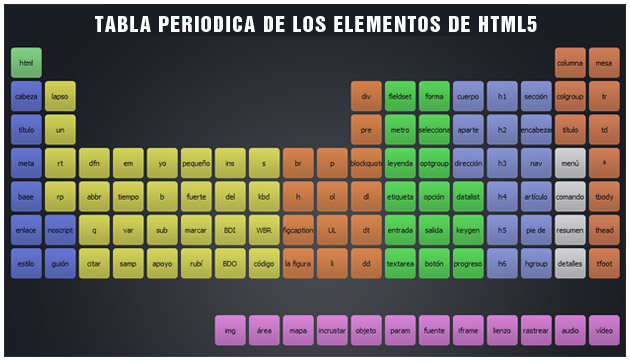 TABLA PERIODICA DE LOS ELEMENTOS DE HTML5
html columna mesa
cabeza lapso div fieldset forma cuerpo h1 sección colgroup tr
título un pre metro selecciona aparte h2 encabeza título td
meta rt dfn em yo pequeño ins s br p blockquot leyenda optgroup dirección h3 nav menú ª
base rp abbr tiempo b fuerte del kbd h ol dl etiqueta opción datalist h4 artículo comando tbody
enlace noscript q var sub marcar BDI WBR figcaption UL dt entrada salida keygen h5 pie de resumen thead
estilo guión citar samp apoyo rubí BDO código la figura li dd textarea botón progreso h6 hgroup detalles tfoot
img área mapa incrustar objeto param fuente iframe lienzo rastrear audio vídeo